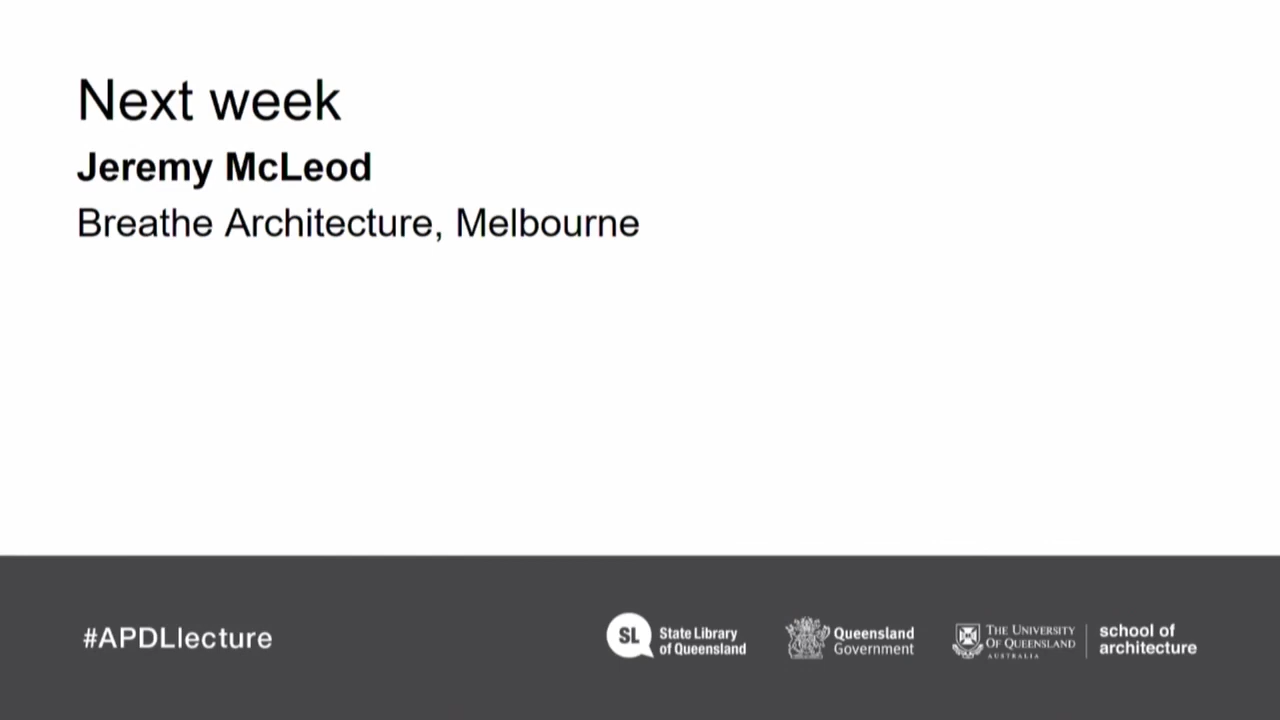 Next week
Jeremy McLeod
Breathe Architecture, Melbourne
#APDLlecture
SL
State Library
of Queensland
Queensland
Government
THE UNIVERSITY
OF QUEENSLAND
AUSTRALIA
school of
architecture